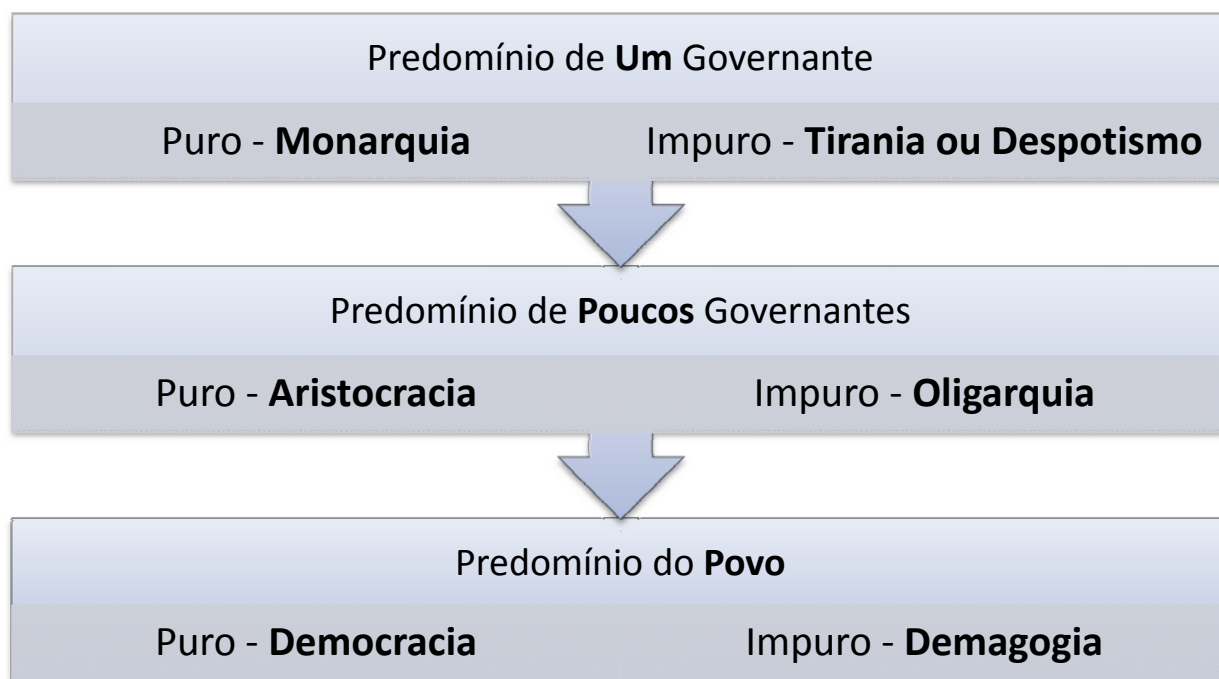 Predomínio de Um Governante
Puro - Monarquia
Impuro - Tirania ou Despotismo
Predomínio de Poucos Governantes
Puro - Aristocracia
Impuro - Oligarquia
Predomínio do Povo
Puro - Democracia
Impuro - Demagogia